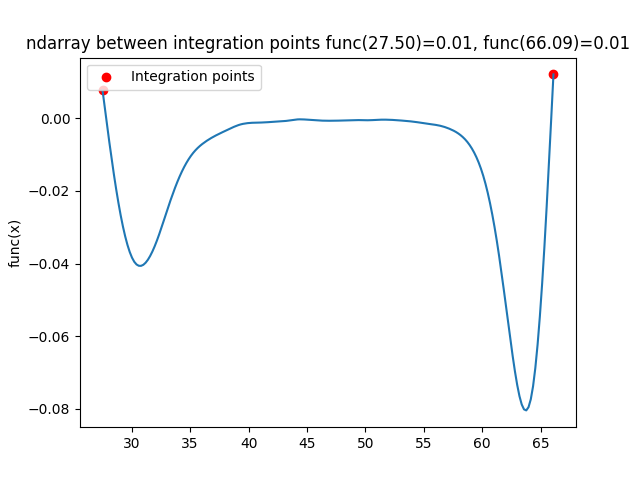 ndarray between integration points func(27.50)=0.01, func(66.09)=0.01
Integration points
func(x)
0.00
−0.02
−0.04
−0.06
−0.08
30 35 40 45 50 55 60 65